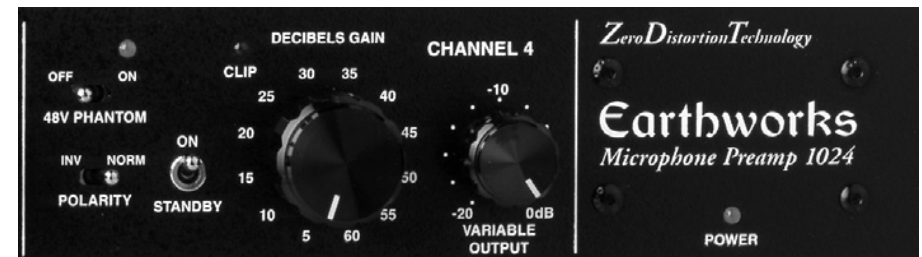 DECIBELS GAIN
CHANNEL 4
OFF ON
48V PHANTOM
INV NORM
POLARITY
ON
STANDBY
CLIP
30 35
25 40
20 45
15 50
10 55
5 60
-10
-20 0dB
VARIABLE
OUTPUT
ZeroDistortionTechnology
Earthworks
Microphone Preamp 1024
POWER